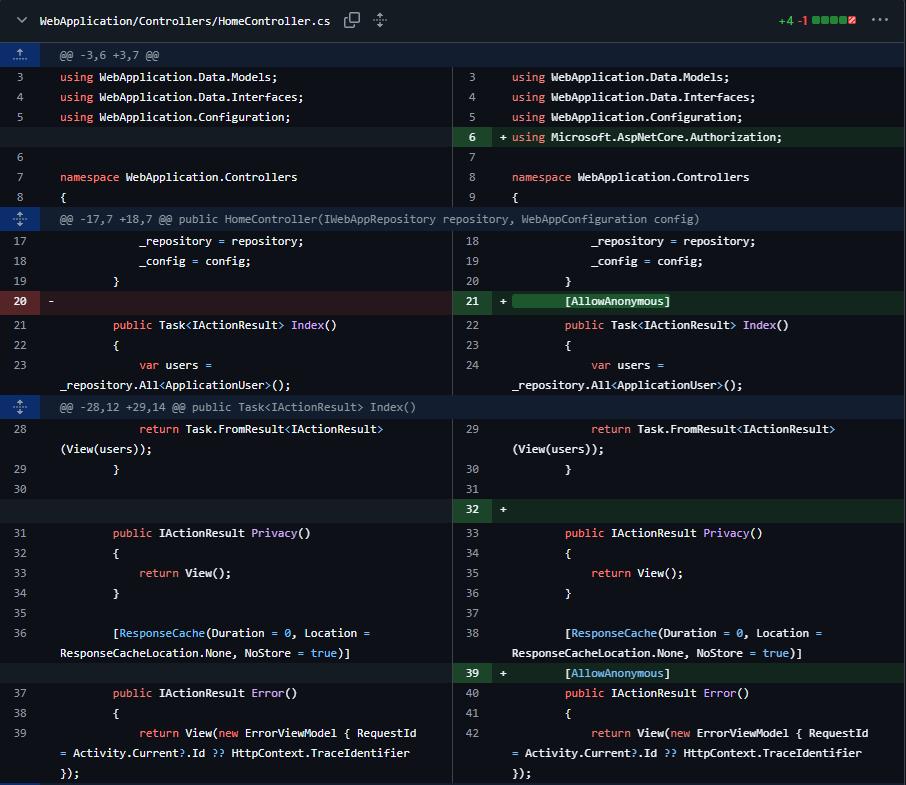 WebApplication/Controllers/HomeController.cs +4 -1
@@ -3,6 +3,7 @@
3 using WebApplication.Data.Models; 3 using WebApplication.Data.Models;
4 using WebApplication.Data.Interfaces; 4 using WebApplication.Data.Interfaces;
5 using WebApplication.Configuration; 5 using WebApplication.Configuration;
6 + using Microsoft.AspNetCore.Authorization;
6 7
7 namespace WebApplication.Controllers 8 namespace WebApplication.Controllers
8 { 9 {
@@ -17,7 +18,7 @@ public HomeController(IWebAppRepository repository, WebAppConfiguration config)
17 _repository = repository; 18 _repository = repository;
18 _config = config; 19 _config = config;
19 } 20 }
20 - 21 + [AllowAnonymous]
21 public Task<IActionResult> Index() 22 public Task<IActionResult> Index()
22 { 23 {
23 var users = 24 var users =
_repository.All<ApplicationUser>(); _repository.All<ApplicationUser>();
@@ -28,12 +29,14 @@ public Task<IActionResult> Index()
28 return Task.FromResult<IActionResult> 29 return Task.FromResult<IActionResult>
(View(users)); (View(users));
29 } 30 }
30 31
32 +
31 public IActionResult Privacy() 33 public IActionResult Privacy()
32 { 34 {
33 return View(); 35 return View();
34 } 36 }
35 37
36 [ResponseCache(Duration = 0, Location = 38 [ResponseCache(Duration = 0, Location =
ResponseCacheLocation.None, NoStore = true)] ResponseCacheLocation.None, NoStore = true)]
39 + [AllowAnonymous]
37 public IActionResult Error() 40 public IActionResult Error()
38 { 41 {
39 return View(new ErrorViewModel { RequestId 42 return View(new ErrorViewModel { RequestId
= Activity.Current?.Id ?? HttpContext.TraceIdentifier = Activity.Current?.Id ?? HttpContext.TraceIdentifier
}); });